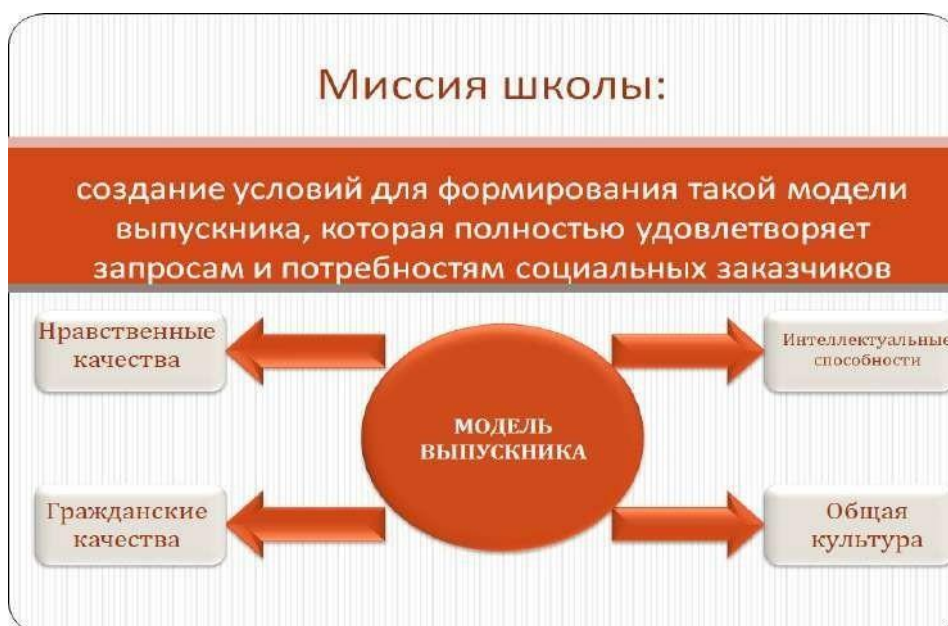 Миссия школы:
создание условий для формирования такой модели
выпускника, которая полностью удовлетворяет
запросам и потребностям социальных заказчиков
Нравственные
качества
Интеллектуальные
способности
МОДЕЛЬ
ВЫПУСКНИКА
Гражданские
качества
Общая
культура